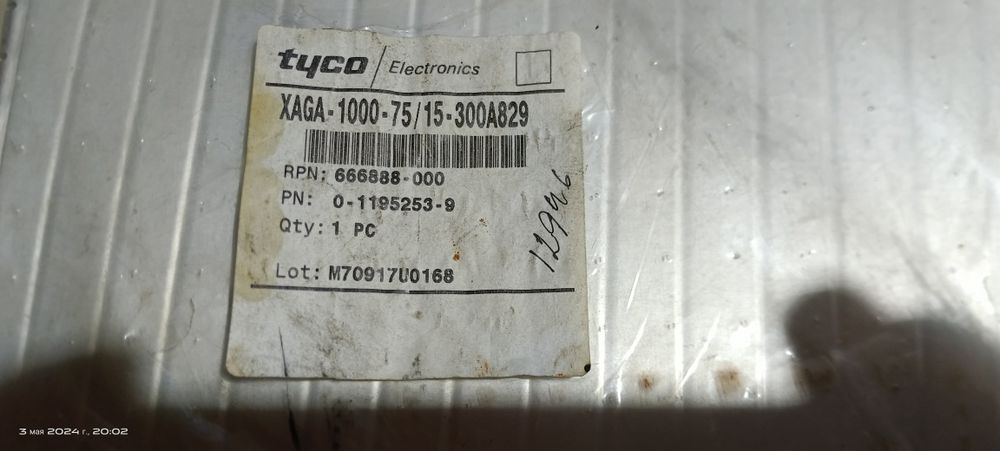 tyco / Electronics
XAGA-1000-75/15-300A829
RPN: 666888-000
PN: 0-1195253-9
Qty: 1 PC
Lot: M70917U0168
12946
3 мая 2024 г., 20:02